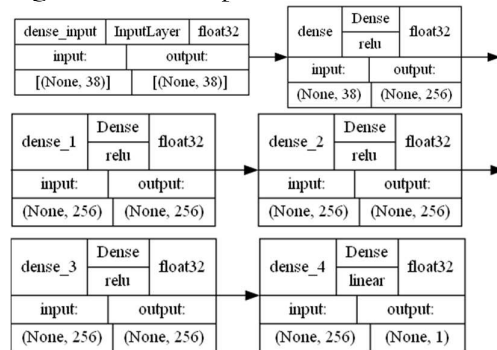 dense_input InputLayer float32
input: output:
[(None, 38)] [(None, 38)]
dense Dense relu float32
input: output:
(None, 38) (None, 256)
dense_1 Dense relu float32
input: output:
(None, 256) (None, 256)
dense_2 Dense relu float32
input: output:
(None, 256) (None, 256)
dense_3 Dense relu float32
input: output:
(None, 256) (None, 256)
dense_4 Dense linear float32
input: output:
(None, 256) (None, 1)